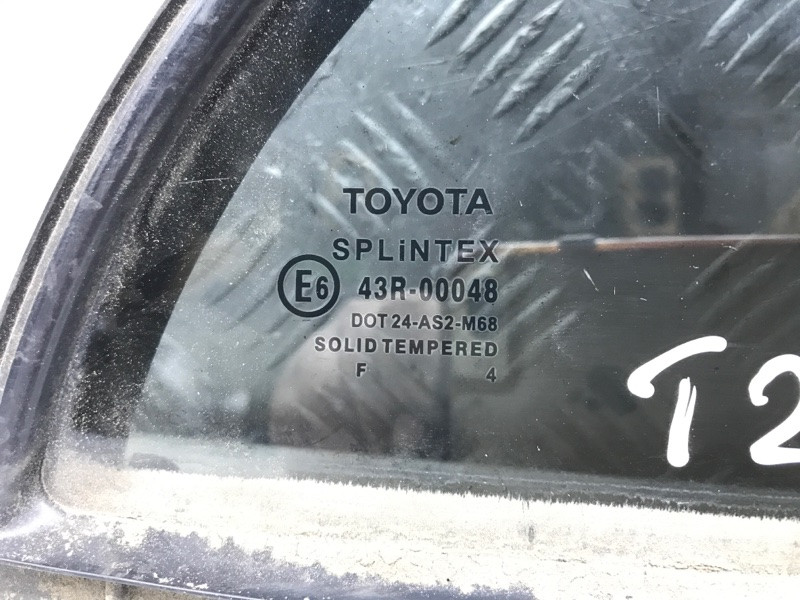 TOYOTA
SPLiNTEX
E6 43R-00048
DOT 24-AS2-M68
SOLID TEMPERED
F 4
T2